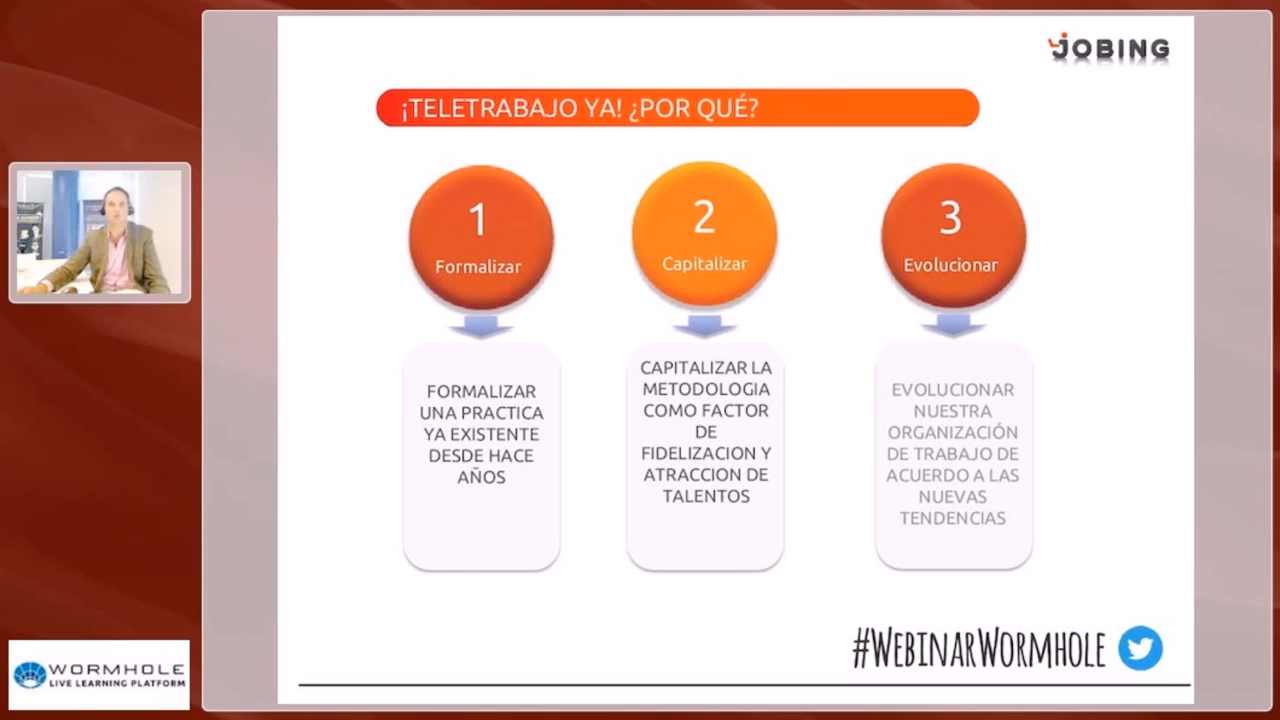 JOBING
¡TELETRABAJO YA! ¿POR QUÉ?
1
Formalizar
FORMALIZAR
UNA PRACTICA
YA EXISTENTE
DESDE HACE
AÑOS
2
Capitalizar
CAPITALIZAR LA
METODOLOGIA
COMO FACTOR
DE
FIDELIZACION Y
ATRACCION DE
TALENTOS
3
Evolucionar
EVOLUCIONAR
NUESTRA
ORGANIZACIÓN
DE TRABAJO DE
ACUERDO A LAS
NUEVAS
TENDENCIAS
#WEBINARWORMHOLE
WORMHOLE
LIVE LEARNING PLATFORM